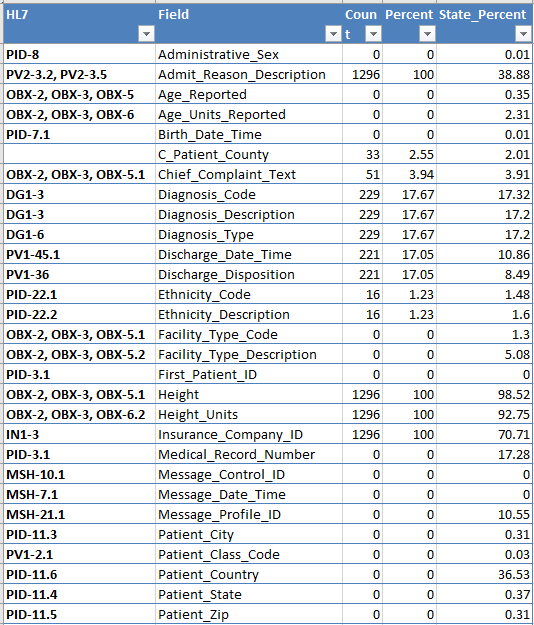 HL7 Field Count Percent State_Percent
PID-8 Administrative_Sex 0 0 0.01
PV2-3.2, PV2-3.5 Admit_Reason_Description 1296 100 38.88
OBX-2, OBX-3, OBX-5 Age_Reported 0 0 0.35
OBX-2, OBX-3, OBX-6 Age_Units_Reported 0 0 2.31
PID-7.1 Birth_Date_Time 0 0 0.01
C_Patient_County 33 2.55 2.01
OBX-2, OBX-3, OBX-5.1 Chief_Complaint_Text 51 3.94 3.91
DG1-3 Diagnosis_Code 229 17.67 17.32
DG1-3 Diagnosis_Description 229 17.67 17.2
DG1-6 Diagnosis_Type 229 17.67 17.2
PV1-45.1 Discharge_Date_Time 221 17.05 10.86
PV1-36 Discharge_Disposition 221 17.05 8.49
PID-22.1 Ethnicity_Code 16 1.23 1.48
PID-22.2 Ethnicity_Description 16 1.23 1.6
OBX-2, OBX-3, OBX-5.1 Facility_Type_Code 0 0 1.3
OBX-2, OBX-3, OBX-5.2 Facility_Type_Description 0 0 5.08
PID-3.1 First_Patient_ID 0 0 0
OBX-2, OBX-3, OBX-5.1 Height 1296 100 98.52
OBX-2, OBX-3, OBX-6.2 Height_Units 1296 100 92.75
IN1-3 Insurance_Company_ID 1296 100 70.71
PID-3.1 Medical_Record_Number 0 0 17.28
MSH-10.1 Message_Control_ID 0 0 0
MSH-7.1 Message_Date_Time 0 0 0
MSH-21.1 Message_Profile_ID 0 0 10.55
PID-11.3 Patient_City 0 0 0.31
PV1-2.1 Patient_Class_Code 0 0 0.03
PID-11.6 Patient_Country 0 0 36.53
PID-11.4 Patient_State 0 0 0.37
PID-11.5 Patient_Zip 0 0 0.31